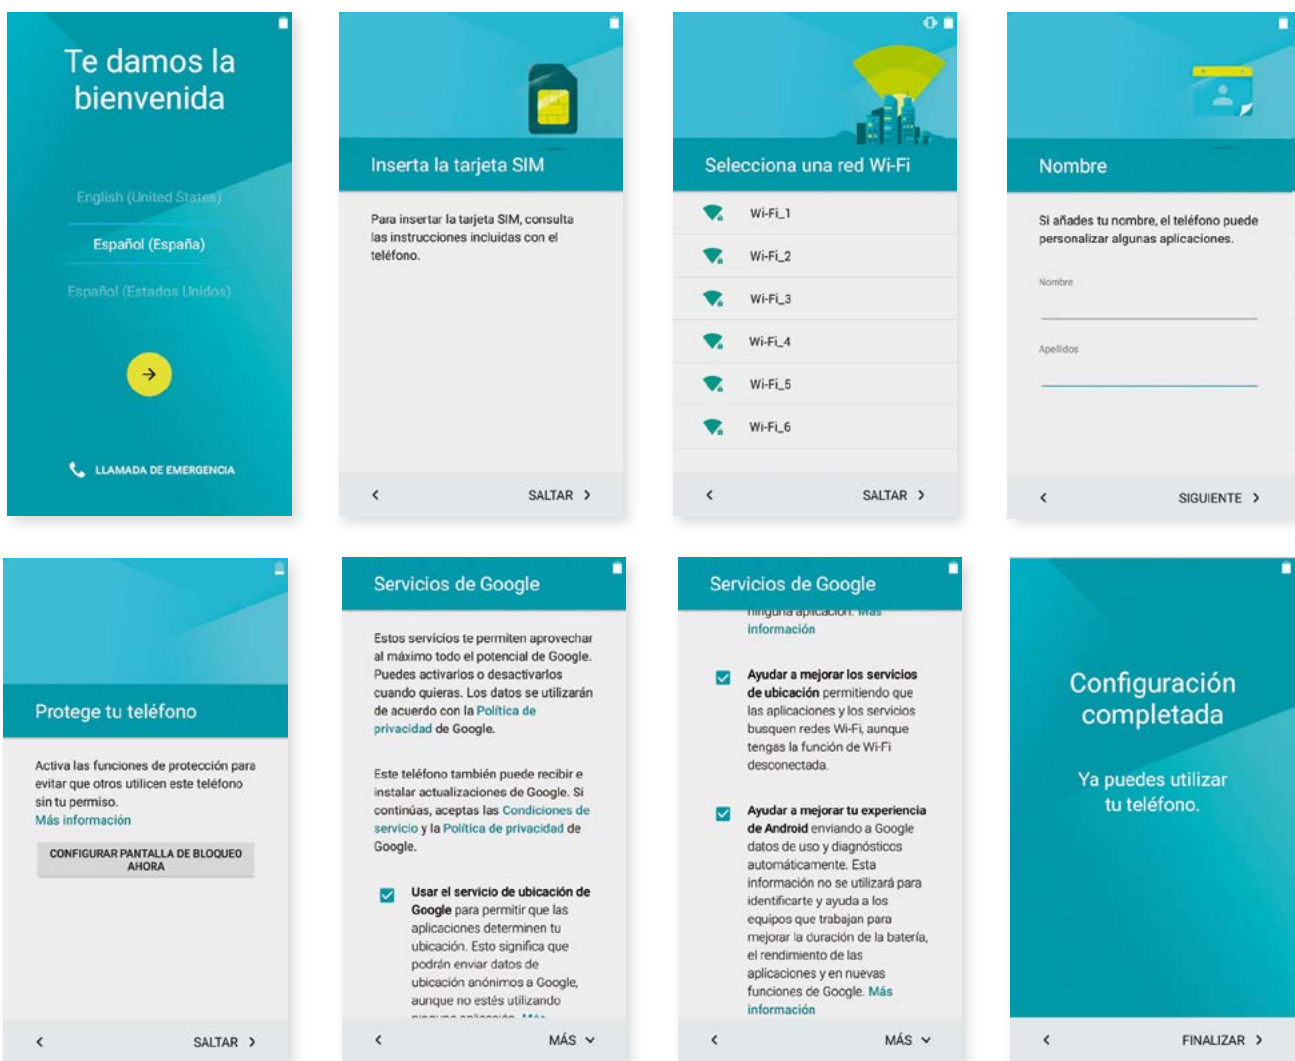 Te damos la
bienvenida
English (United States)
Español (España)
Español (Estados Unidos)
LLAMADA DE EMERGENCIA
Inserta la tarjeta SIM
Para insertar la tarjeta SIM, consulta
las instrucciones incluidas con el
teléfono.
SALTAR
Selecciona una red Wi-Fi
Wi-Fi_1
Wi-Fi_2
Wi-Fi_3
Wi-Fi_4
Wi-Fi_5
Wi-Fi_6
SALTAR
Nombre
Si añades tu nombre, el teléfono puede
personalizar algunas aplicaciones.
Nombre
Apellidos
SIGUIENTE
Protege tu teléfono
Activa las funciones de protección para
evitar que otros utilicen este teléfono
sin tu permiso.
Más información
CONFIGURAR PANTALLA DE BLOQUEO
AHORA
SALTAR
Servicios de Google
Estos servicios te permiten aprovechar
al máximo todo el potencial de Google.
Puedes activarlos o desactivarlos
cuando quieras. Los datos se utilizarán
de acuerdo con la Política de
privacidad de Google.
Este teléfono también puede recibir e
instalar actualizaciones de Google. Si
continúas, aceptas las Condiciones de
servicio y la Política de privacidad de
Google.
Usar el servicio de ubicación de
Google para permitir que las
aplicaciones determinen tu
ubicación. Esto significa que
podrán enviar datos de
ubicación anónimos a Google,
aunque no estés utilizando
ninguna aplicación. Más
MÁS
Servicios de Google
ninguna aplicación. Más
información
Ayudar a mejorar los servicios
de ubicación permitiendo que
las aplicaciones y los servicios
busquen redes Wi-Fi, aunque
tengas la función de Wi-Fi
desconectada.
Ayudar a mejorar tu experiencia
de Android enviando a Google
datos de uso y diagnósticos
automáticamente. Esta
información no se utilizará para
identificarte y ayuda a los
equipos que trabajan para
mejorar la duración de la batería,
el rendimiento de las
aplicaciones y en nuevas
funciones de Google. Más
información
MÁS
Configuración
completada
Ya puedes utilizar
tu teléfono.
FINALIZAR